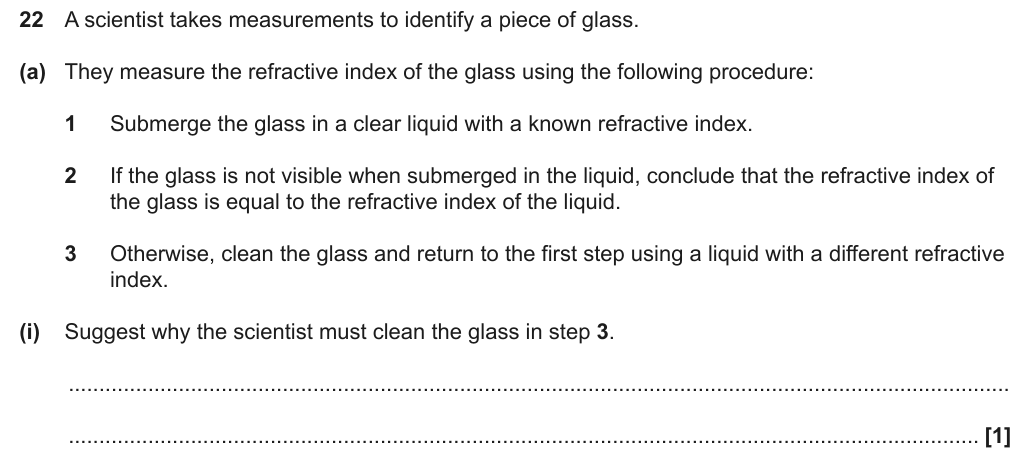 22 A scientist takes measurements to identify a piece of glass.
(a) They measure the refractive index of the glass using the following procedure:
1 Submerge the glass in a clear liquid with a known refractive index.
2 If the glass is not visible when submerged in the liquid, conclude that the refractive index of
the glass is equal to the refractive index of the liquid.
3 Otherwise, clean the glass and return to the first step using a liquid with a different refractive
index.
(i) Suggest why the scientist must clean the glass in step 3.
[1]